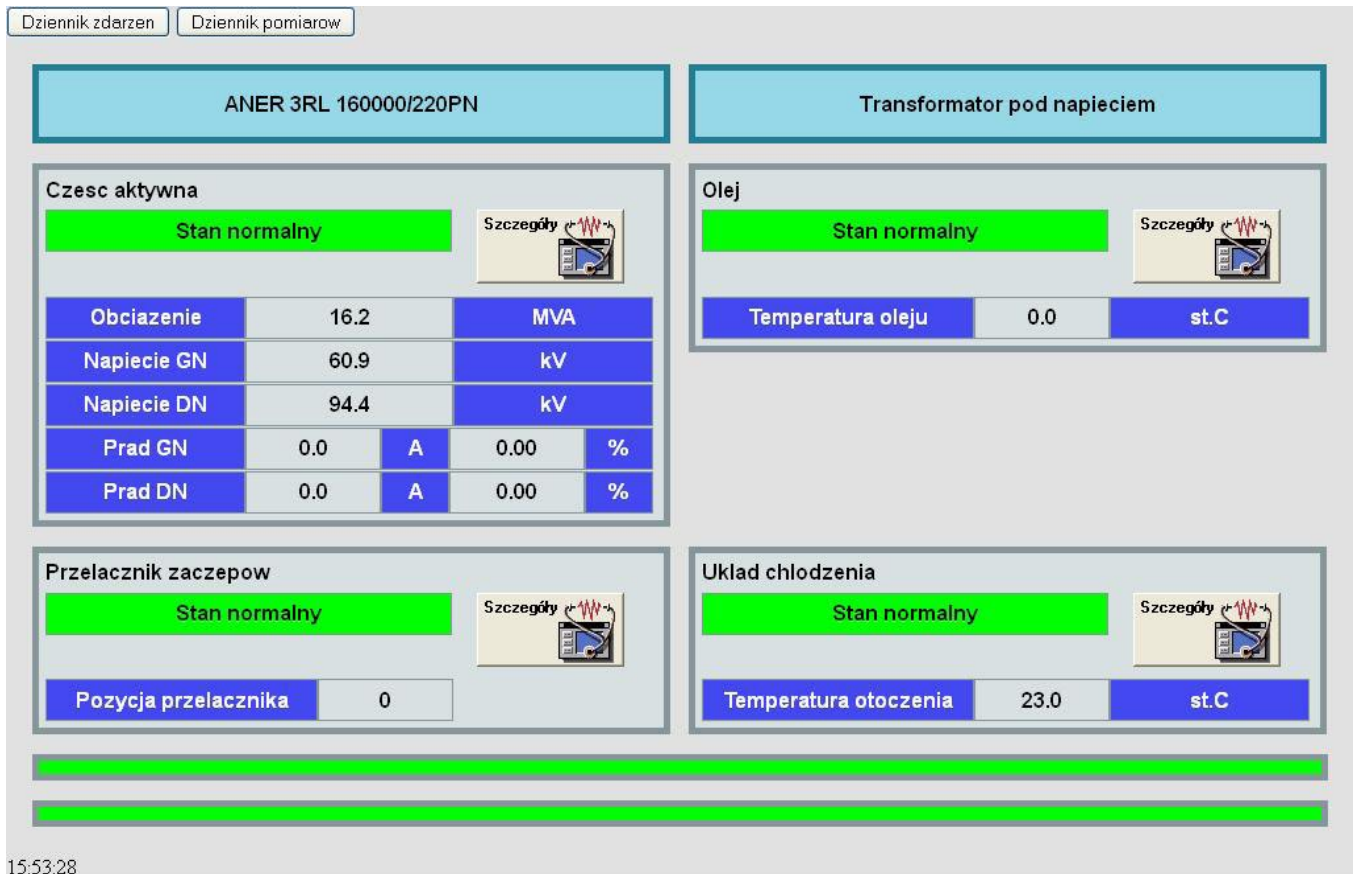 Dziennik zdarzen Dziennik pomiarow
ANER 3RL 160000/220PN
Transformator pod napieciem
Czesc aktywna
Stan normalny Szczegóły
Obciazenie 16.2 MVA
Napiecie GN 60.9 kV
Napiecie DN 94.4 kV
Prad GN 0.0 A 0.00 %
Prad DN 0.0 A 0.00 %
Olej
Stan normalny Szczegóły
Temperatura oleju 0.0 st.C
Przelacznik zaczepow
Stan normalny Szczegóły
Pozycja przelacznika 0
Uklad chlodzenia
Stan normalny Szczegóły
Temperatura otoczenia 23.0 st.C
15:53:28